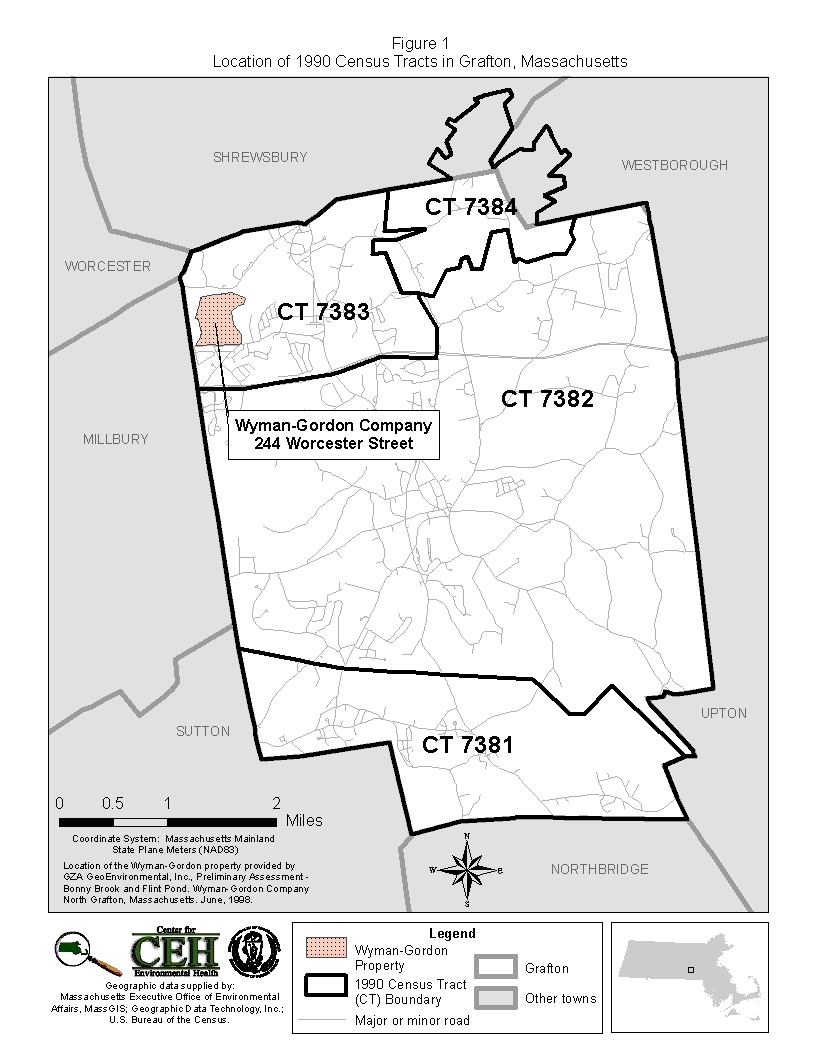 Figure 1
Location of 1990 Census Tracts in Grafton, Massachusetts
SHREWSBURY
WESTBOROUGH
CT 7384
WORCESTER
CT 7383
CT 7382
Wyman-Gordon Company
244 Worcester Street
MILLBURY
UPTON
SUTTON
CT 7381
0 0.5 1 2
Miles
Coordinate System: Massachusetts Mainland
State Plane Meters (NAD83)
Location of the Wyman-Gordon property provided by
GZA GeoEnvironmental, Inc., Preliminary Assessment -
Bonny Brook and Flint Pond. Wyman-Gordon Company
North Grafton, Massachusetts. June, 1998.
N
W E
S
NORTHBRIDGE
Center for
CEH
Environmental Health
Geographic data supplied by:
Massachusetts Executive Office of Environmental
Affairs, MassGIS; Geographic Data Technology, Inc.;
U.S. Bureau of the Census.
Legend
Wyman-Gordon
Property
1990 Census Tract
(CT) Boundary
Major or minor road
Grafton
Other towns